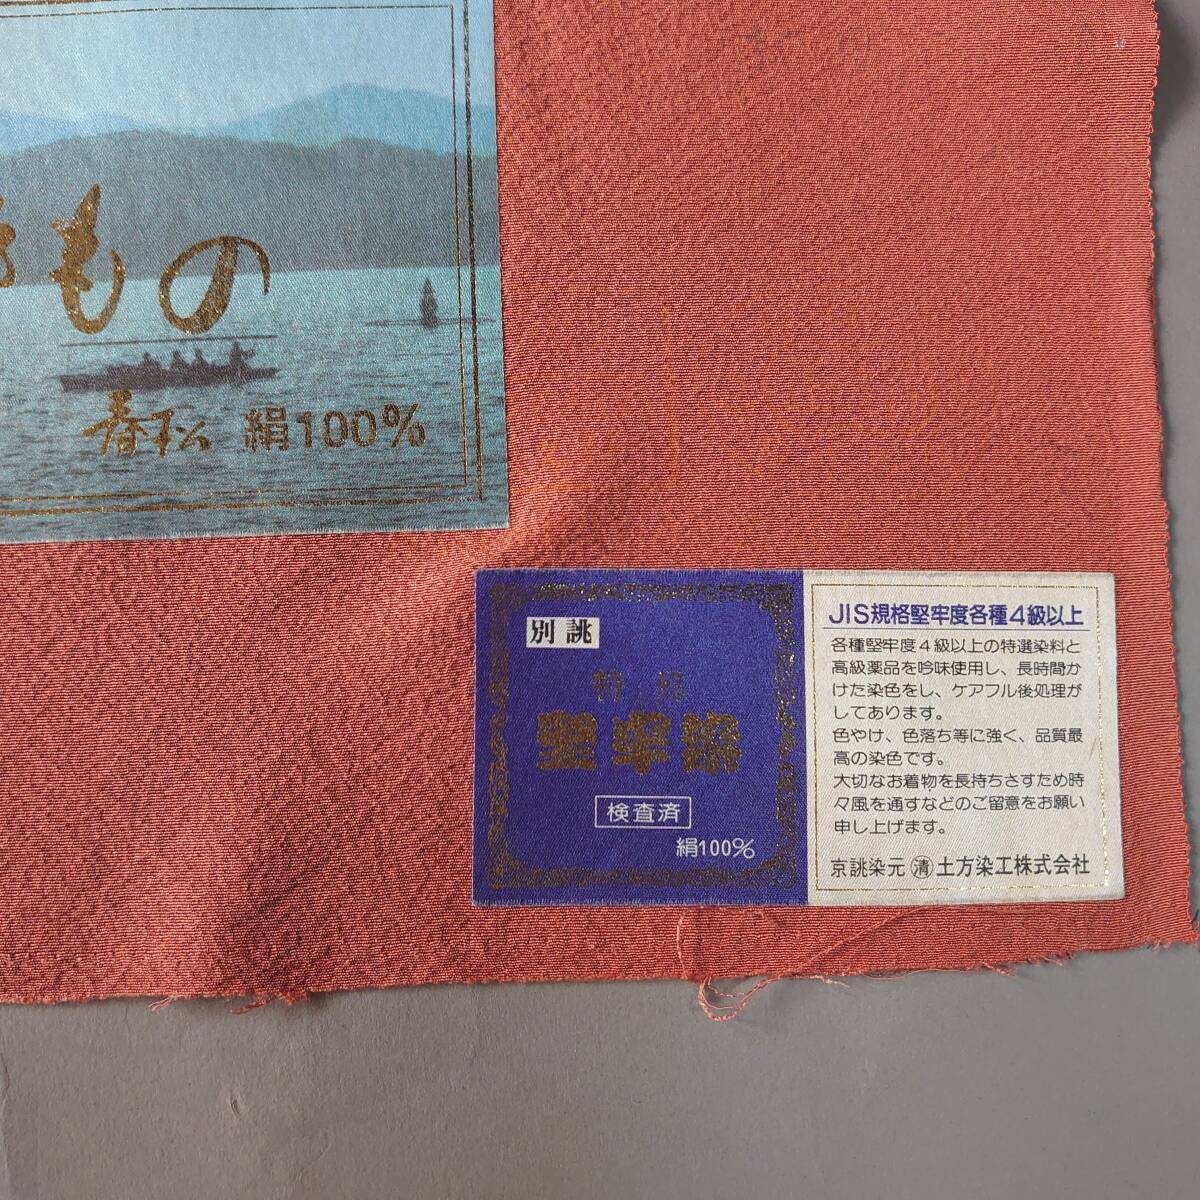 もの
春松 絹100%
別誂
特別
堅牢染
検査済
絹100%
JIS規格堅牢度各種4級以上
各種堅牢度4級以上の特選染料と
高級薬品を吟味使用し、長時間か
けた染色をし、ケアフル後処理が
してあります。
色やけ、色落ち等に強く、品質最
高の染色です。
大切なお着物を長持ちさすため時
々風を通すなどのご留意をお願い
申し上げます。
京誂染元 ㊥土方染工株式会社